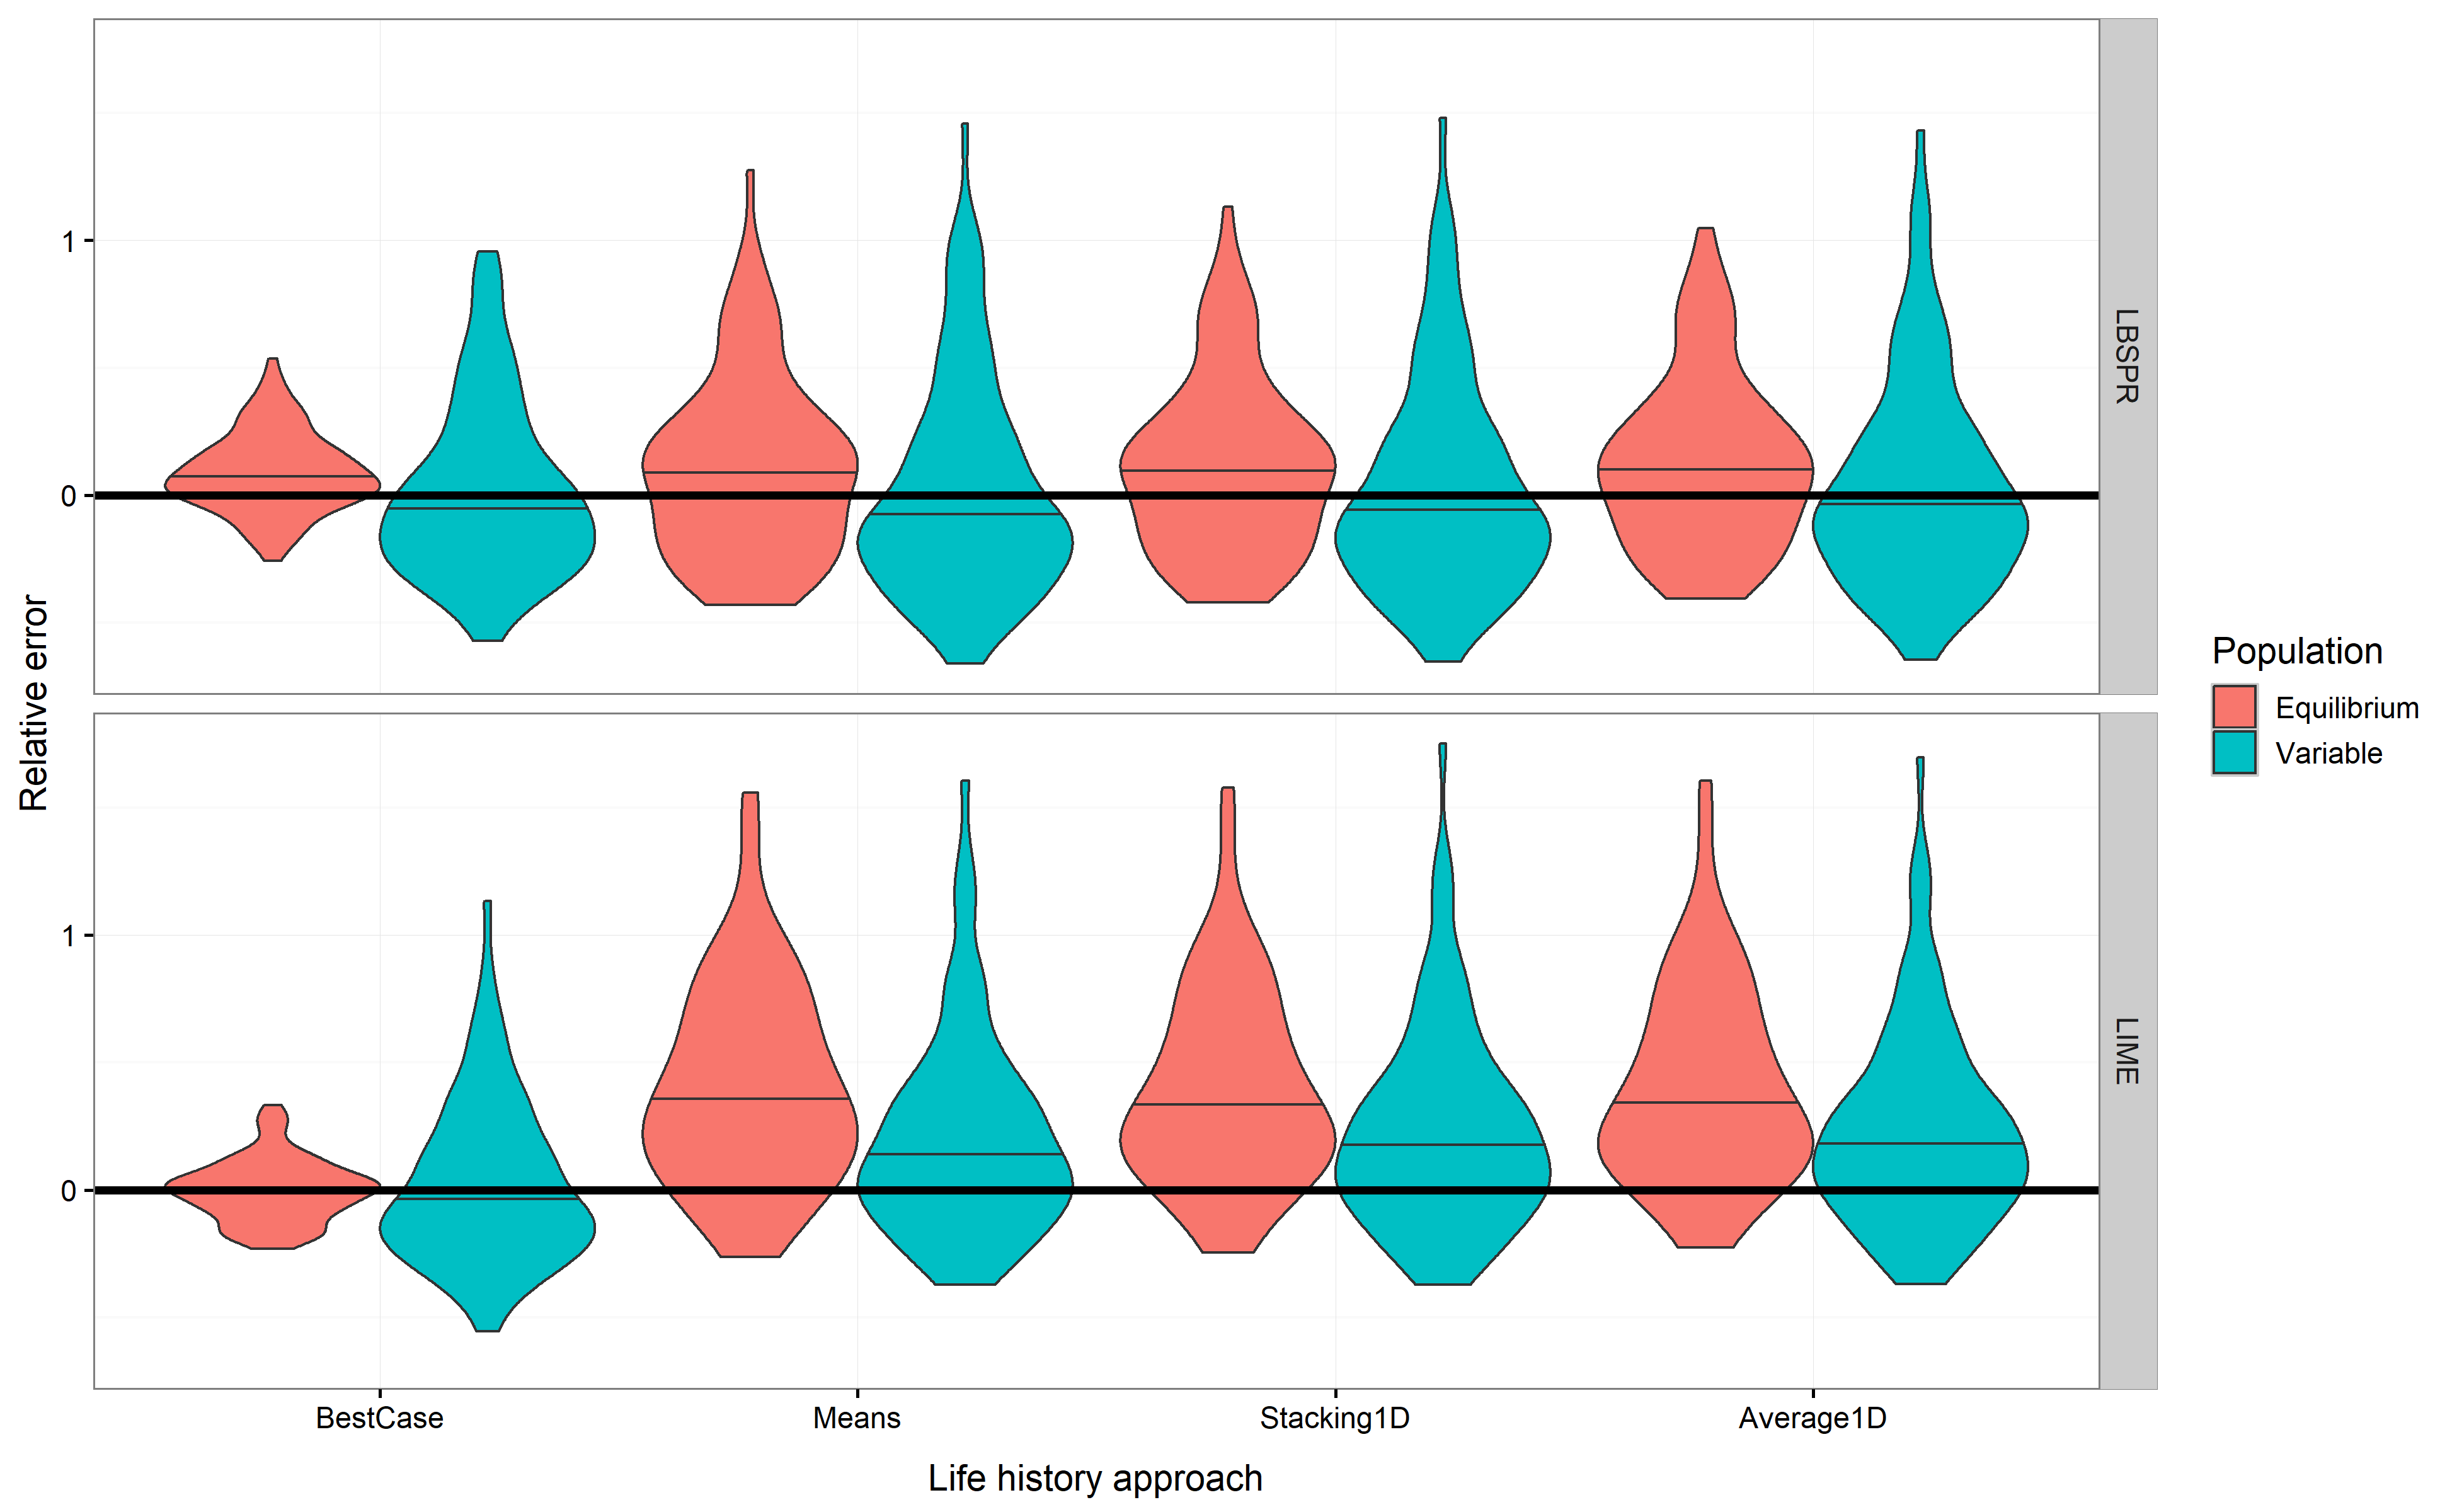 Relative error
1
0
LBSPR
1
0
LIME
BestCase
Means
Stacking1D
Average1D
Life history approach
Population
Equilibrium
Variable